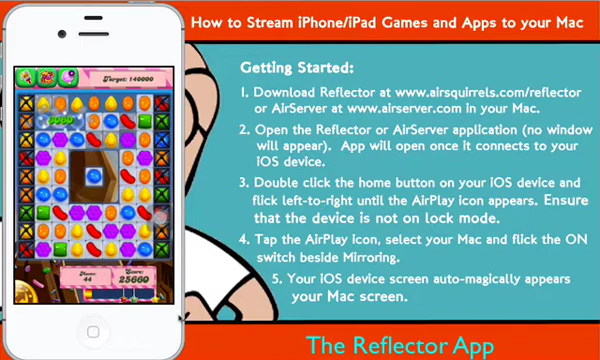 How to Stream iPhone/iPad Games and Apps to your Mac
Target: 140000
6060
Moves:
44
Score:
25660
Getting Started:
1. Download Reflector at www.airsquirrels.com/reflector
or AirServer at www.airserver.com in your Mac.
2. Open the Reflector or AirServer application (no window
will appear). App will open once it connects to your
iOS device.
3. Double click the home button on your iOS device and
flick left-to-right until the AirPlay icon appears. Ensure
that the device is not on lock mode.
4. Tap the AirPlay icon, select your Mac and flick the ON
switch beside Mirroring.
5. Your iOS device screen auto-magically appears
your Mac screen.
The Reflector App